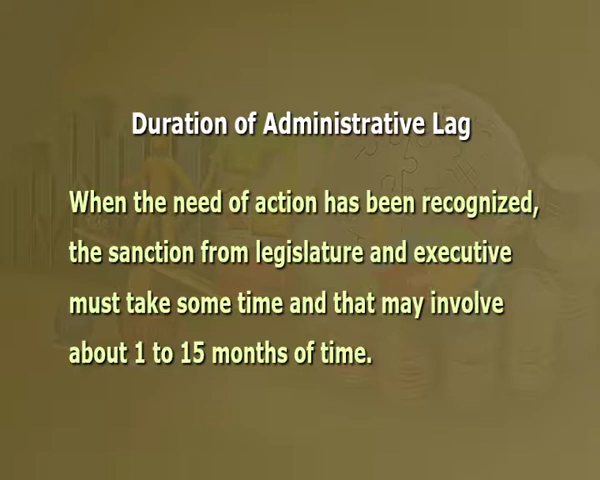 Duration of Administrative Lag
When the need of action has been recognized,
the sanction from legislature and executive
must take some time and that may involve
about 1 to 15 months of time.